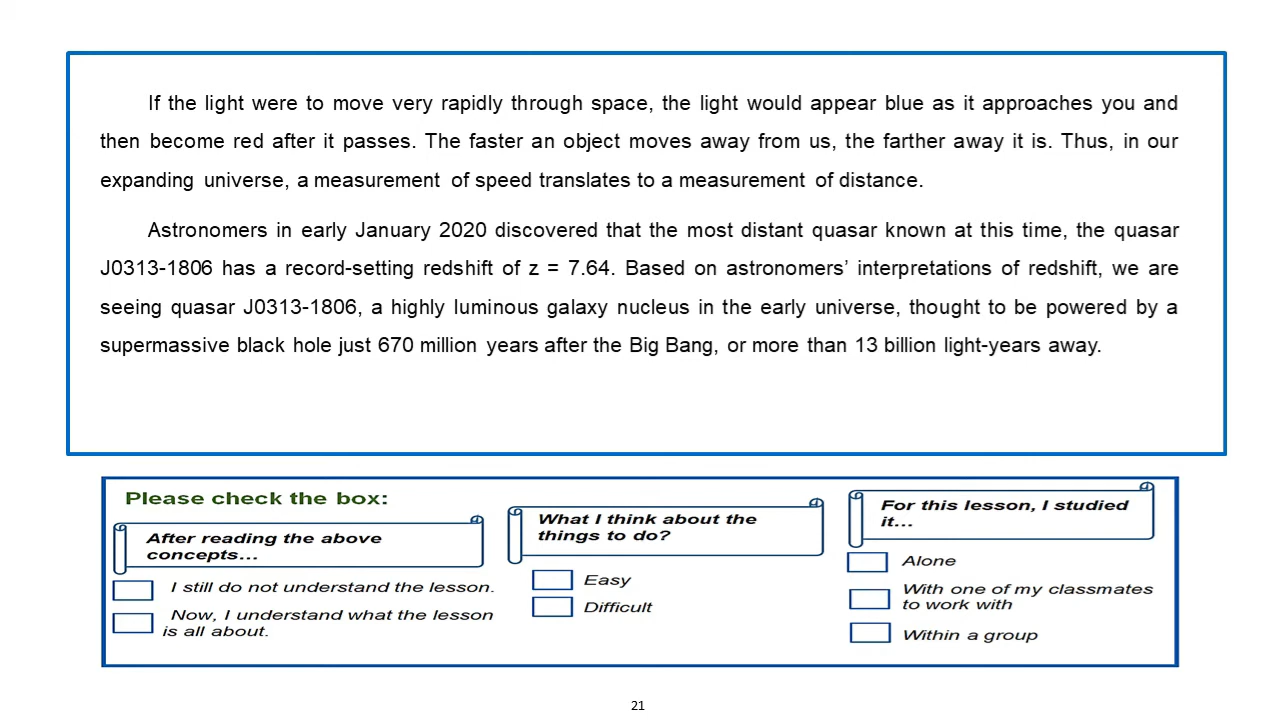 If the light were to move very rapidly through space, the light would appear blue as it approaches you and
then become red after it passes. The faster an object moves away from us, the farther away it is. Thus, in our
expanding universe, a measurement of speed translates to a measurement of distance.
Astronomers in early January 2020 discovered that the most distant quasar known at this time, the quasar
J0313-1806 has a record-setting redshift of z = 7.64. Based on astronomers’ interpretations of redshift, we are
seeing quasar J0313-1806, a highly luminous galaxy nucleus in the early universe, thought to be powered by a
supermassive black hole just 670 million years after the Big Bang, or more than 13 billion light-years away.
Please check the box:
After reading the above
concepts…
I still do not understand the lesson.
Now, I understand what the lesson
is all about.
What I think about the
things to do?
Easy
Difficult
For this lesson, I studied
it…
Alone
With one of my classmates
to work with
Within a group
21